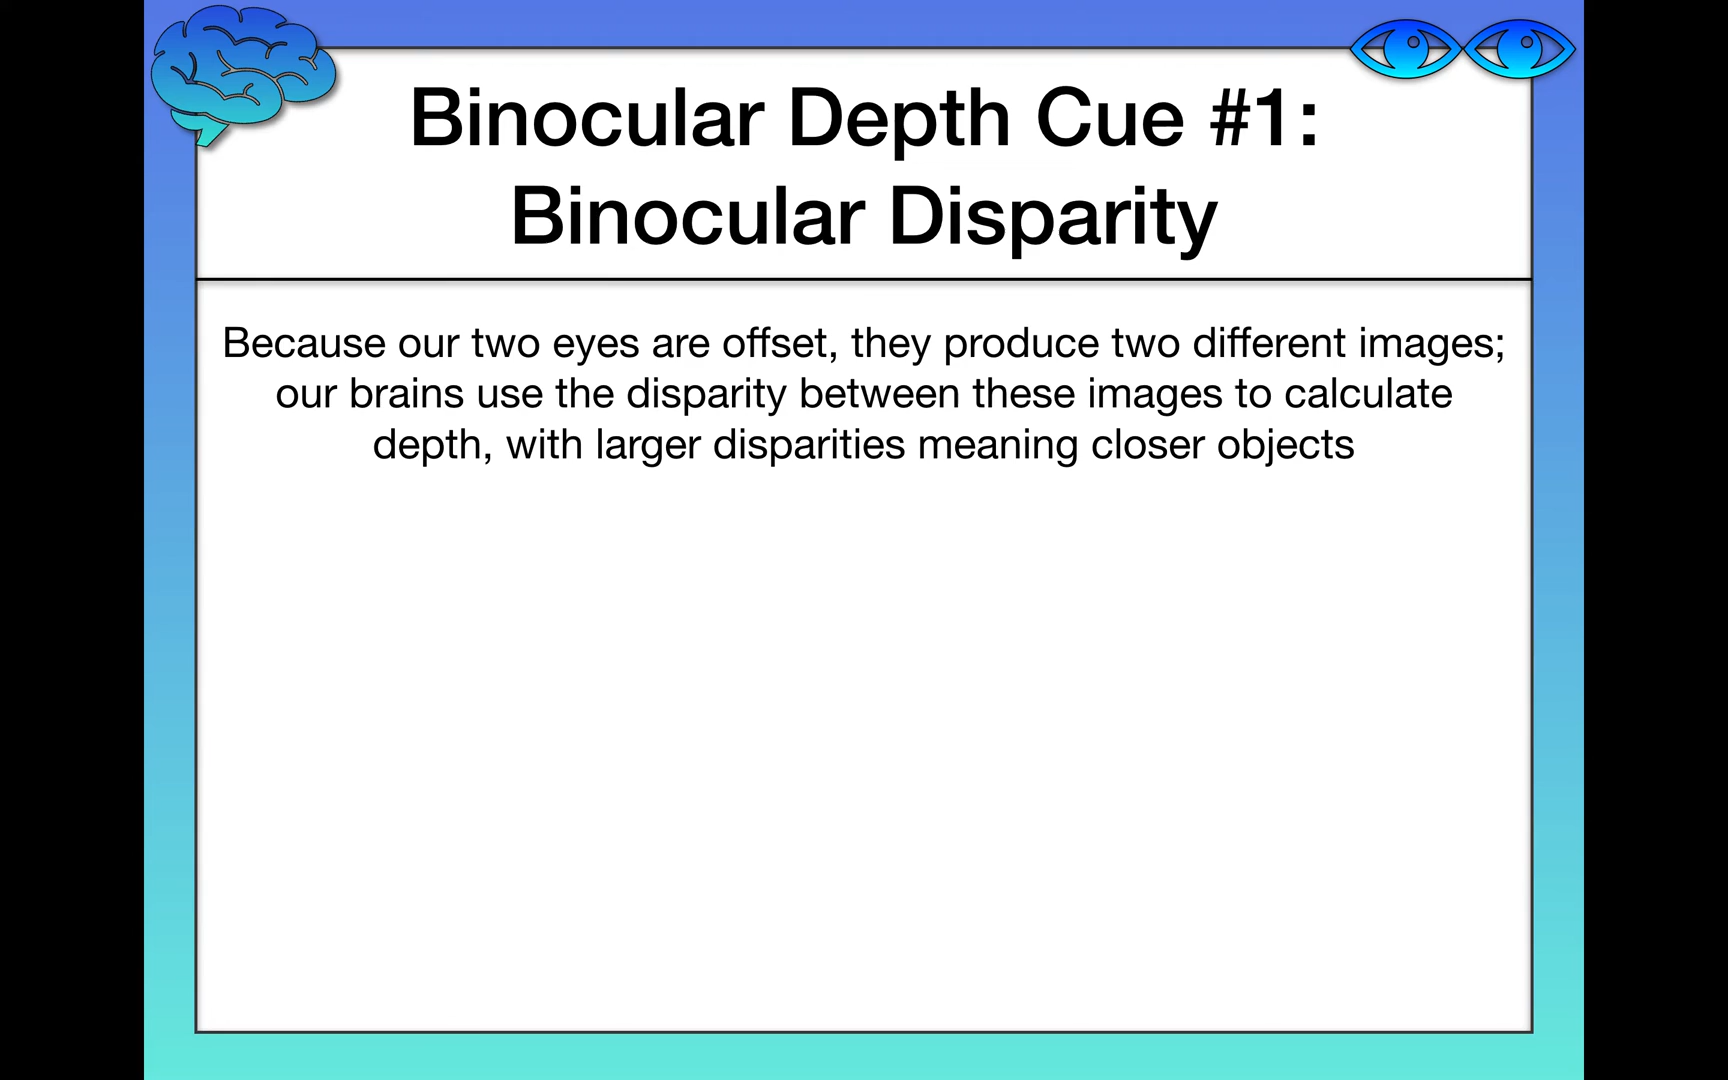 Binocular Depth Cue #1:
Binocular Disparity
Because our two eyes are offset, they produce two different images;
our brains use the disparity between these images to calculate
depth, with larger disparities meaning closer objects